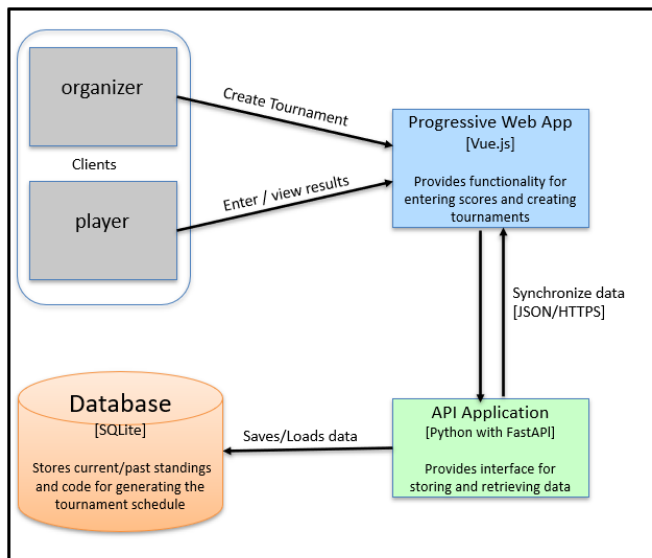 organizer
Clients
player
Create Tournament
Enter / view results
Progressive Web App
[Vue.js]
Provides functionality for
entering scores and creating
tournaments
Synchronize data
[JSON/HTTPS]
Database
[SQLite]
Stores current/past standings
and code for generating the
tournament schedule
Saves/Loads data
API Application
[Python with FastAPI]
Provides interface for
storing and retrieving data